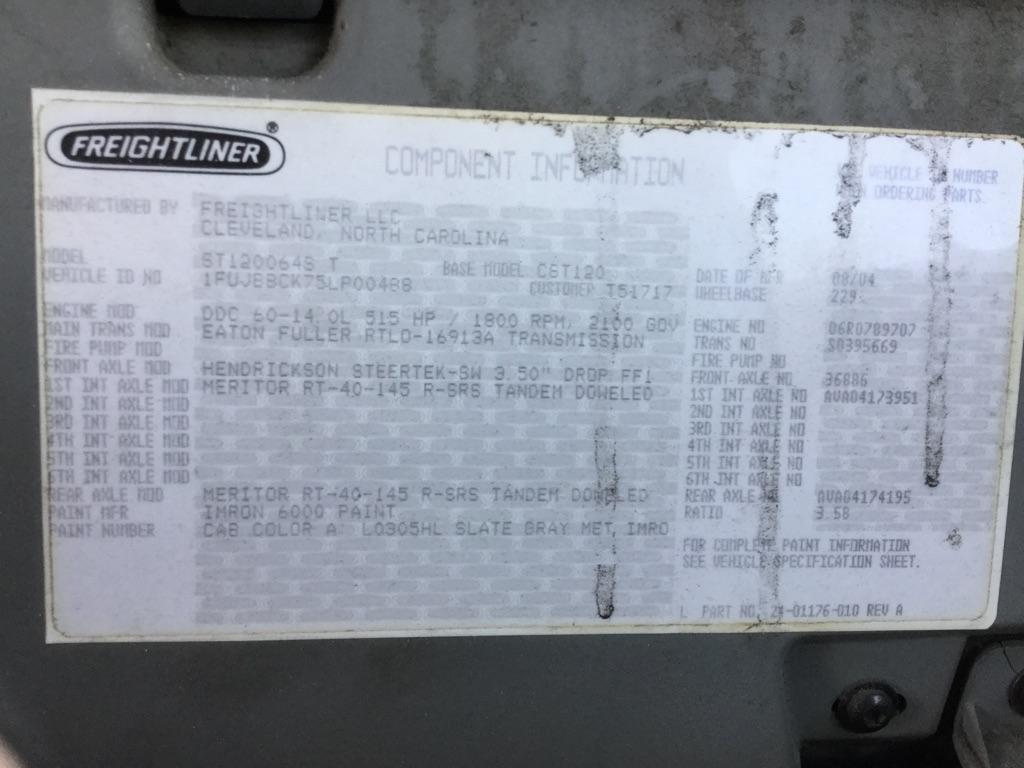 FREIGHTLINER®
COMPONENT INFORMATION
VEHICLE NUMBER
ORDERING PARTS.
MANUFACTURED BY FREIGHTLINER LLC
CLEVELAND, NORTH CAROLINA
MODEL ST120064S T BASE MODEL CST120 DATE OF MFR 08/04
VEHICLE ID NO 1FUJBBCK75LP00488 CUSTOMER T51717 WHEELBASE 229
ENGINE MOD DDC 60-14.0L 515 HP / 1800 RPM, 2100 GOV ENGINE NO 06R0789707
MAIN TRANS MOD EATON FULLER RTLO-16913A TRANSMISSION TRANS NO S0395669
FIRE PUMP MOD FIRE PUMP NO
FRONT AXLE MOD HENDRICKSON STEERTEK-SW 3.50" DROP FF1 FRONT AXLE NO 36886
1ST INT AXLE MOD MERITOR RT-40-145 R-SRS TANDEM DOWELED 1ST INT AXLE NO AVA04173951
2ND INT AXLE MOD 2ND INT AXLE NO
3RD INT AXLE MOD 3RD INT AXLE NO
4TH INT AXLE MOD 4TH INT AXLE NO
5TH INT AXLE MOD 5TH INT AXLE NO
6TH INT AXLE MOD 6TH INT AXLE NO
REAR AXLE MOD MERITOR RT-40-145 R-SRS TANDEM DOWELED REAR AXLE NO AVA04174195
PAINT MFR IMRON 6000 PAINT RATIO 3.58
PAINT NUMBER CAB COLOR A: L0305HL SLATE GRAY MET, IMRO
FOR COMPLETE PAINT INFORMATION
SEE VEHICLE SPECIFICATION SHEET.
L PART NO. 24-01176-010 REV A